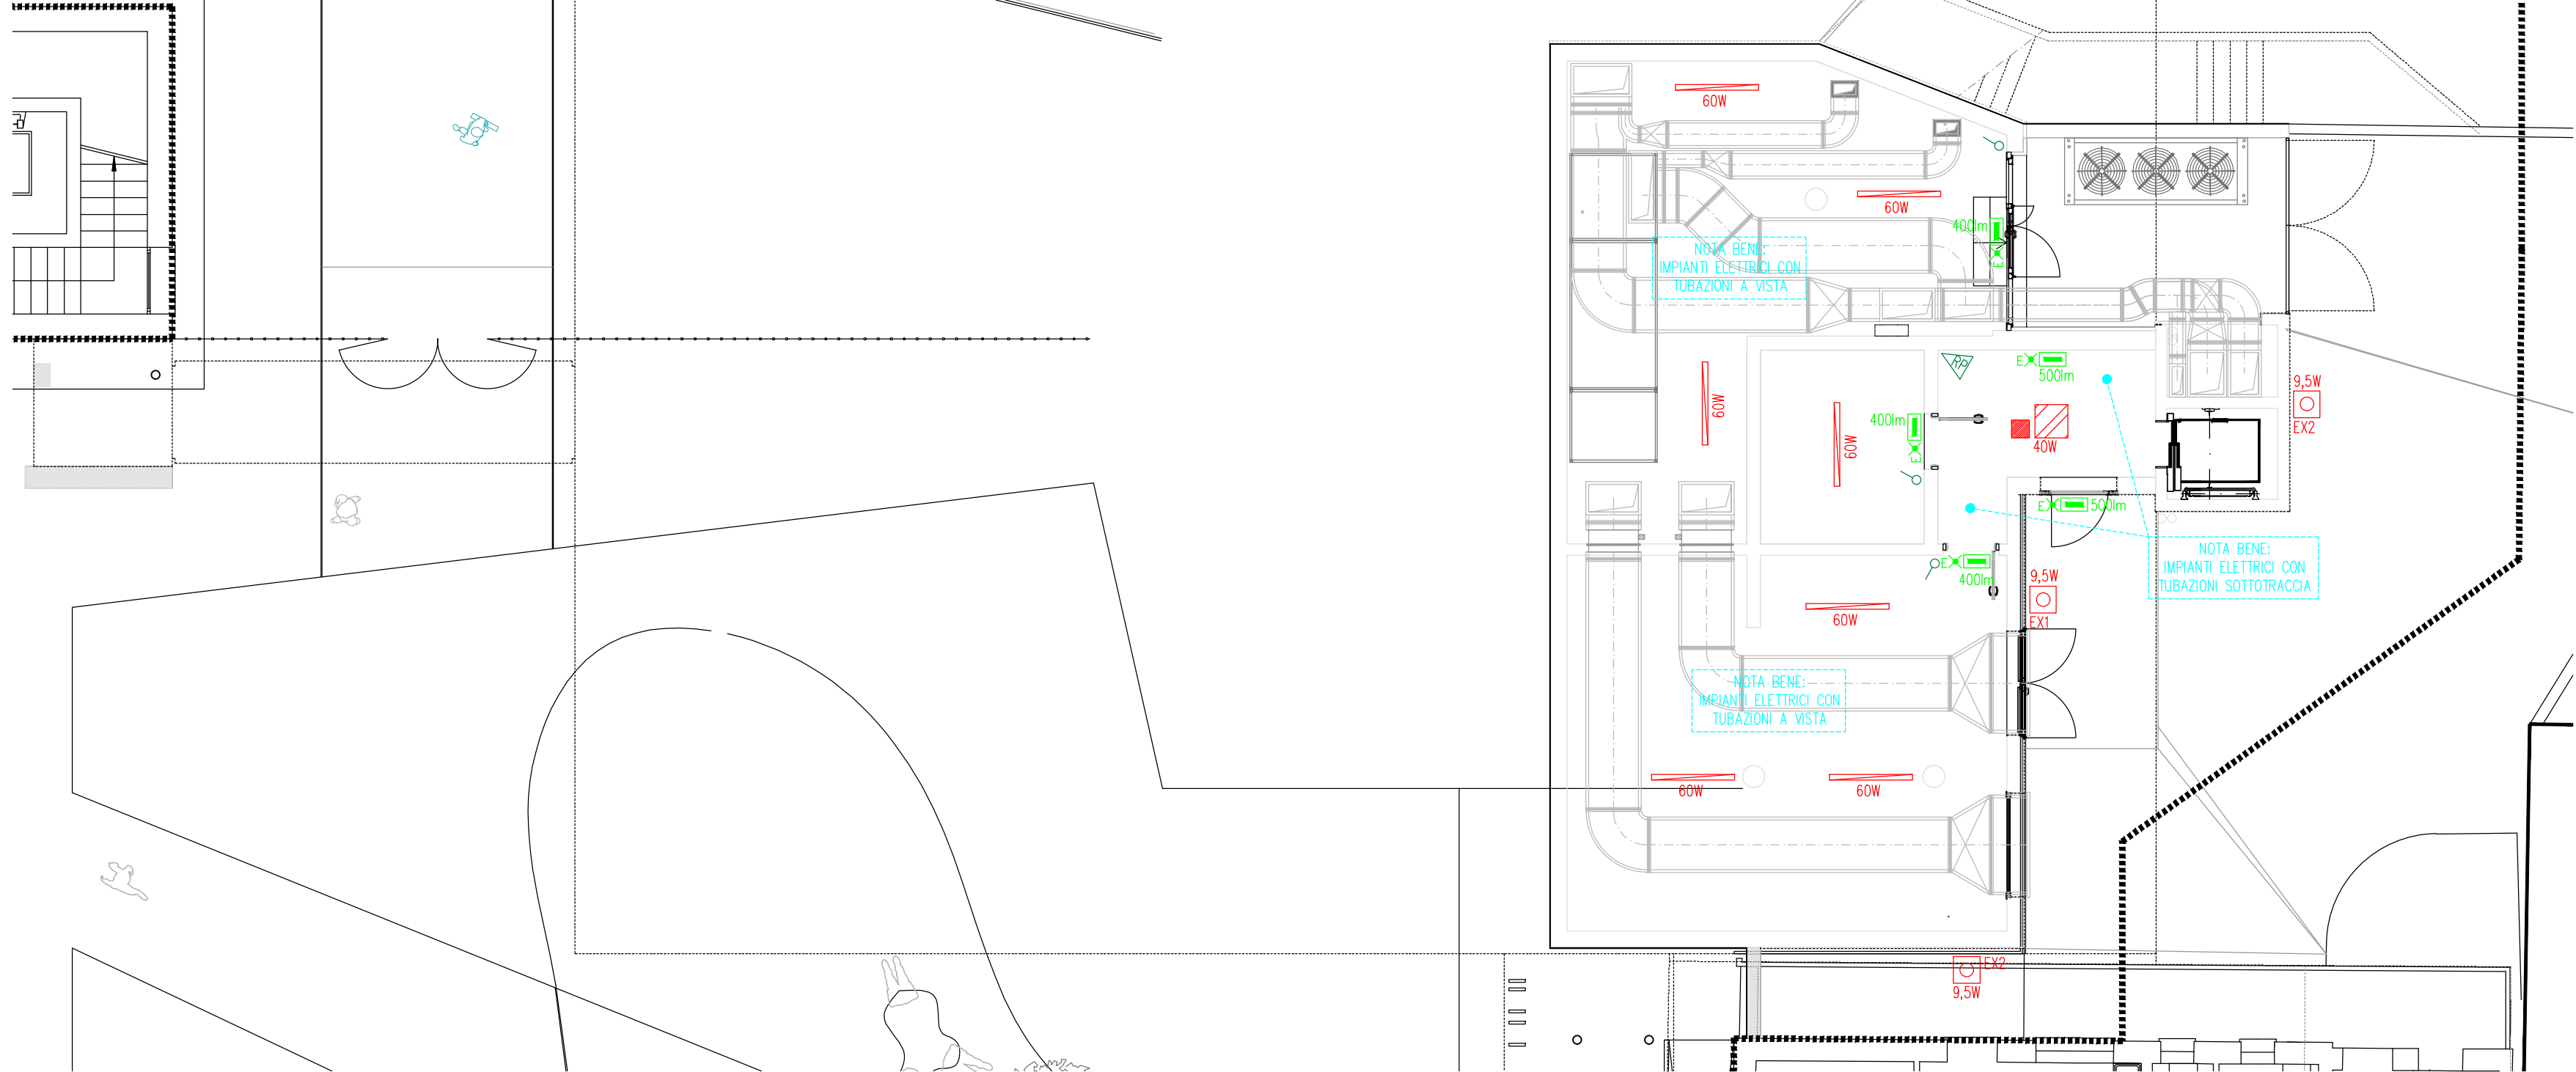 60W
60W
400lm
E
NOTA BENE:
IMPIANTI ELETTRICI CON
TUBAZIONI A VISTA
RP
E
500lm
9,5W
EX2
60W
60W
400lm
E
40W
E
500lm
E
400lm
NOTA BENE:
IMPIANTI ELETTRICI CON
TUBAZIONI SOTTOTRACCIA
9,5W
EX1
60W
NOTA BENE:
IMPIANTI ELETTRICI CON
TUBAZIONI A VISTA
60W
60W
EX2
9,5W